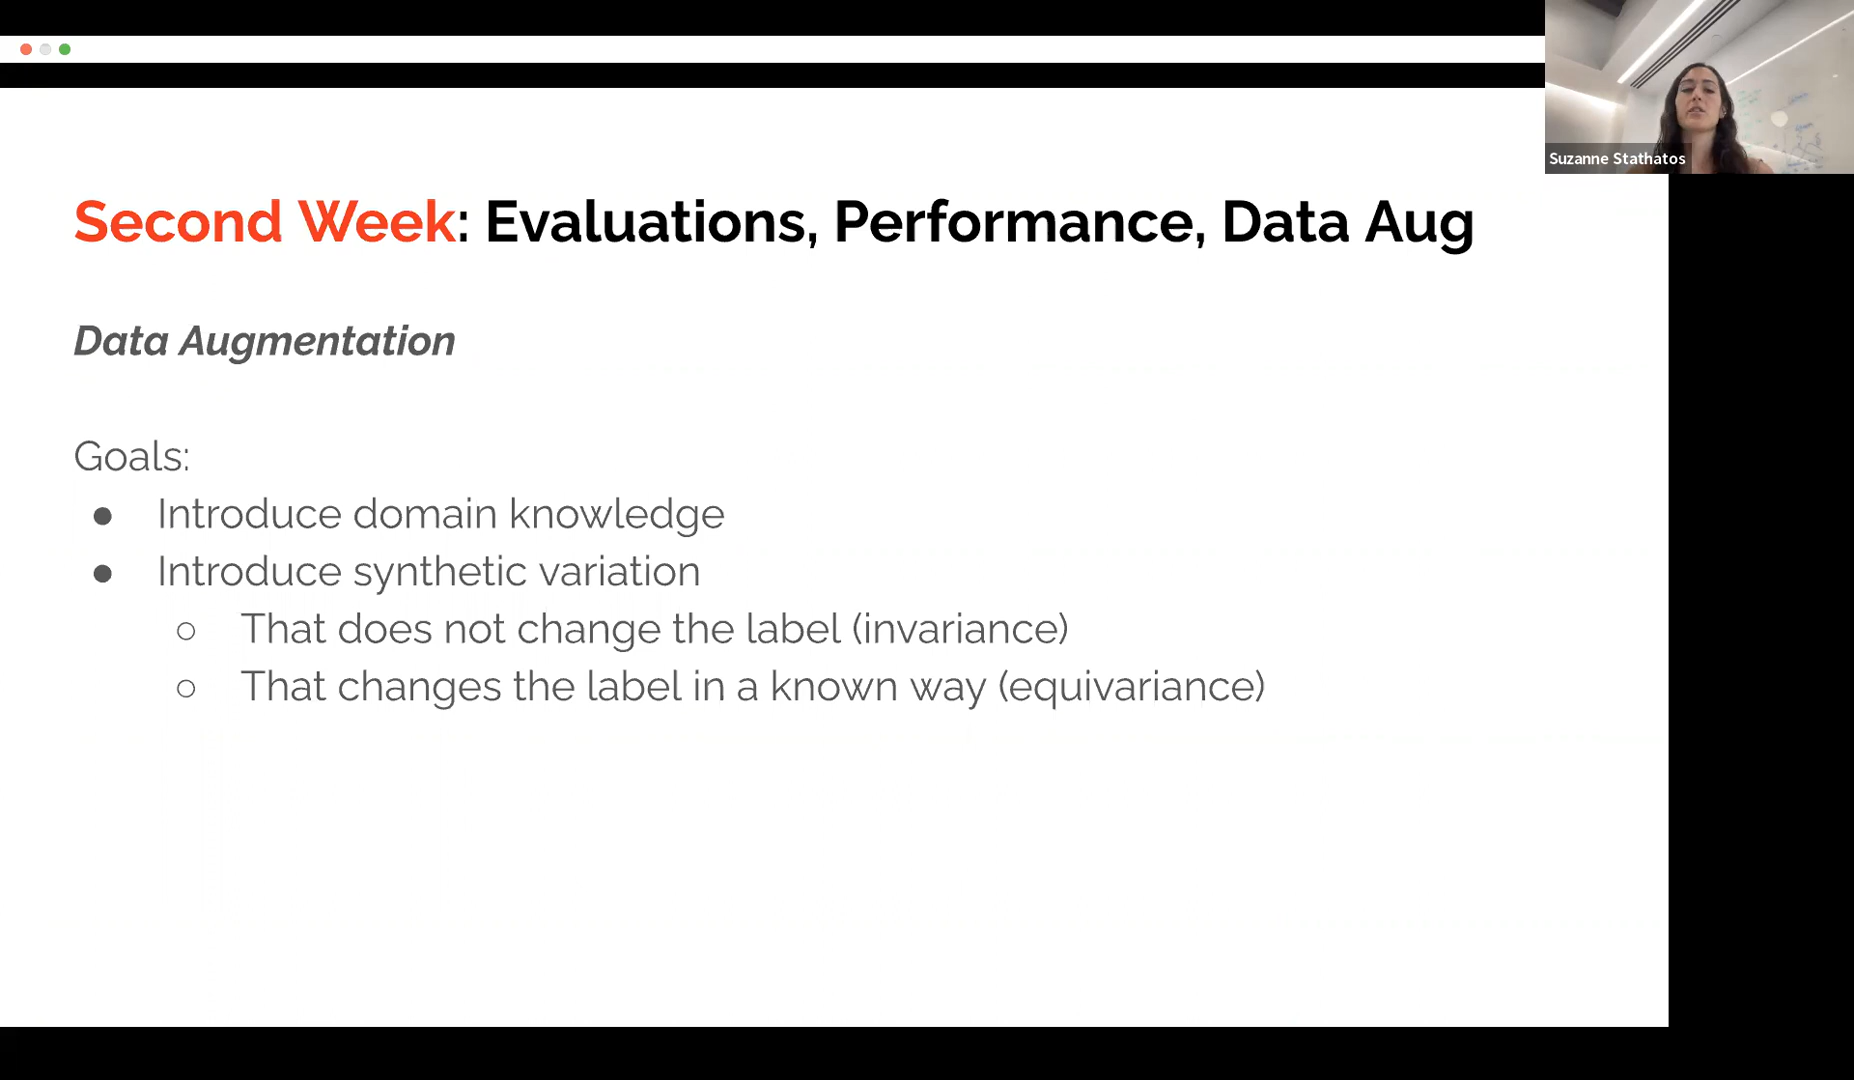 Suzanne Stathatos
Second Week: Evaluations, Performance, Data Aug
Data Augmentation
Goals:
● Introduce domain knowledge
● Introduce synthetic variation
○ That does not change the label (invariance)
○ That changes the label in a known way (equivariance)